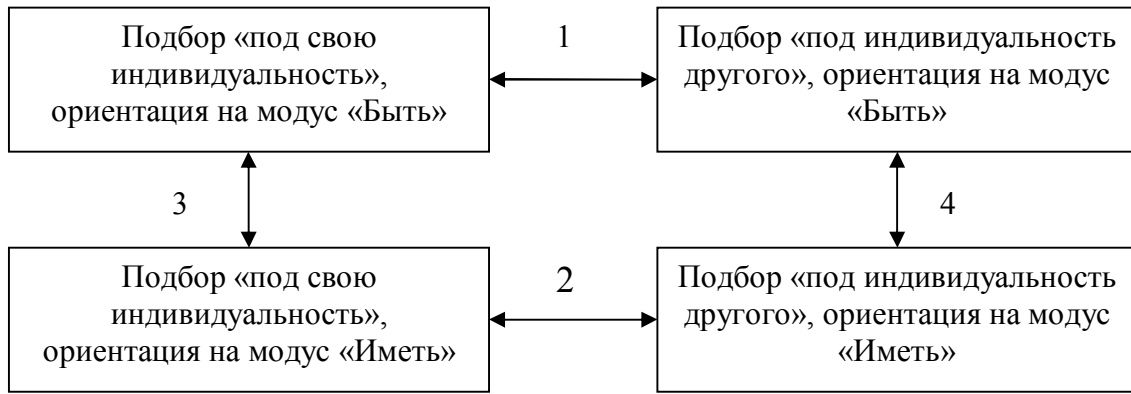 Подбор «под свою
индивидуальность»,
ориентация на модус «Быть»
1
Подбор «под индивидуальность
другого», ориентация на модус
«Быть»
3
4
Подбор «под свою
индивидуальность»,
ориентация на модус «Иметь»
2
Подбор «под индивидуальность
другого», ориентация на модус
«Иметь»